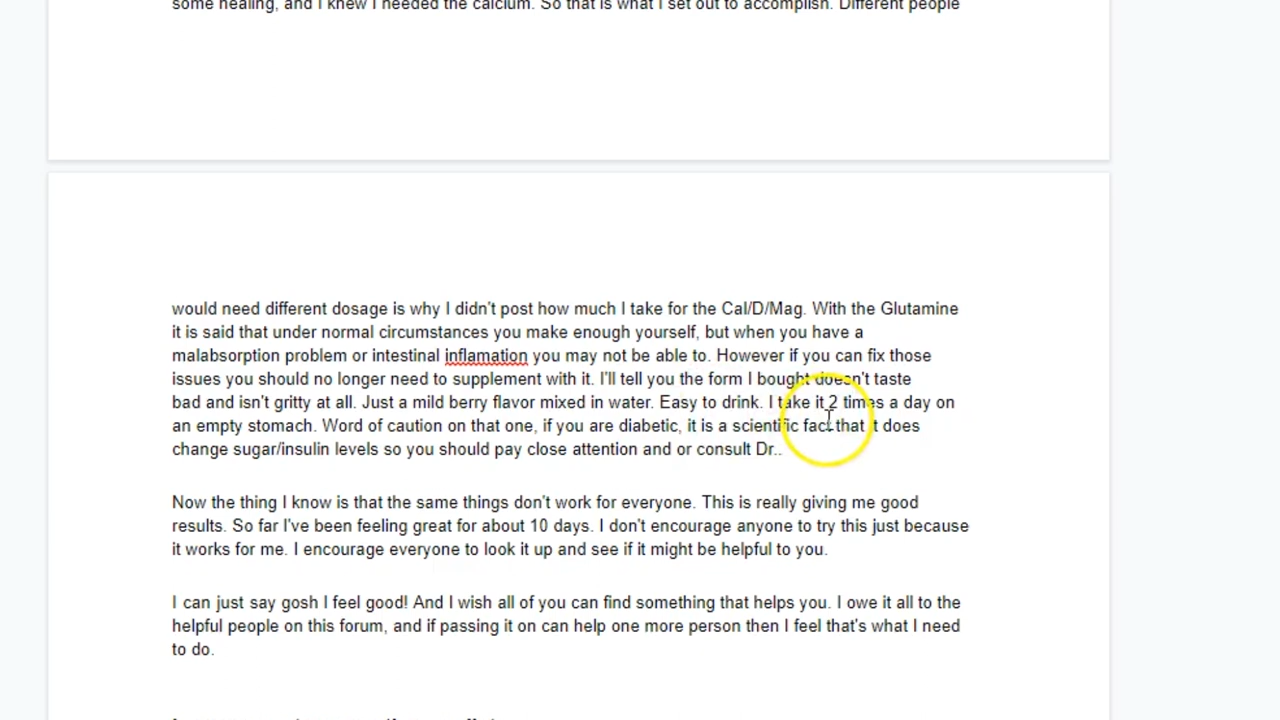 some healing, and I knew I needed the calcium. So that is what I set out to accomplish. Different people
would need different dosage is why I didn't post how much I take for the Cal/D/Mag. With the Glutamine
it is said that under normal circumstances you make enough yourself, but when you have a
malabsorption problem or intestinal inflamation you may not be able to. However if you can fix those
issues you should no longer need to supplement with it. I'll tell you the form I bought doesn't taste
bad and isn't gritty at all. Just a mild berry flavor mixed in water. Easy to drink. I take it 2 times a day on
an empty stomach. Word of caution on that one, if you are diabetic, it is a scientific fact that it does
change sugar/insulin levels so you should pay close attention and or consult Dr..
Now the thing I know is that the same things don't work for everyone. This is really giving me good
results. So far I've been feeling great for about 10 days. I don't encourage anyone to try this just because
it works for me. I encourage everyone to look it up and see if it might be helpful to you.
I can just say gosh I feel good! And I wish all of you can find something that helps you. I owe it all to the
helpful people on this forum, and if passing it on can help one more person then I feel that's what I need
to do.